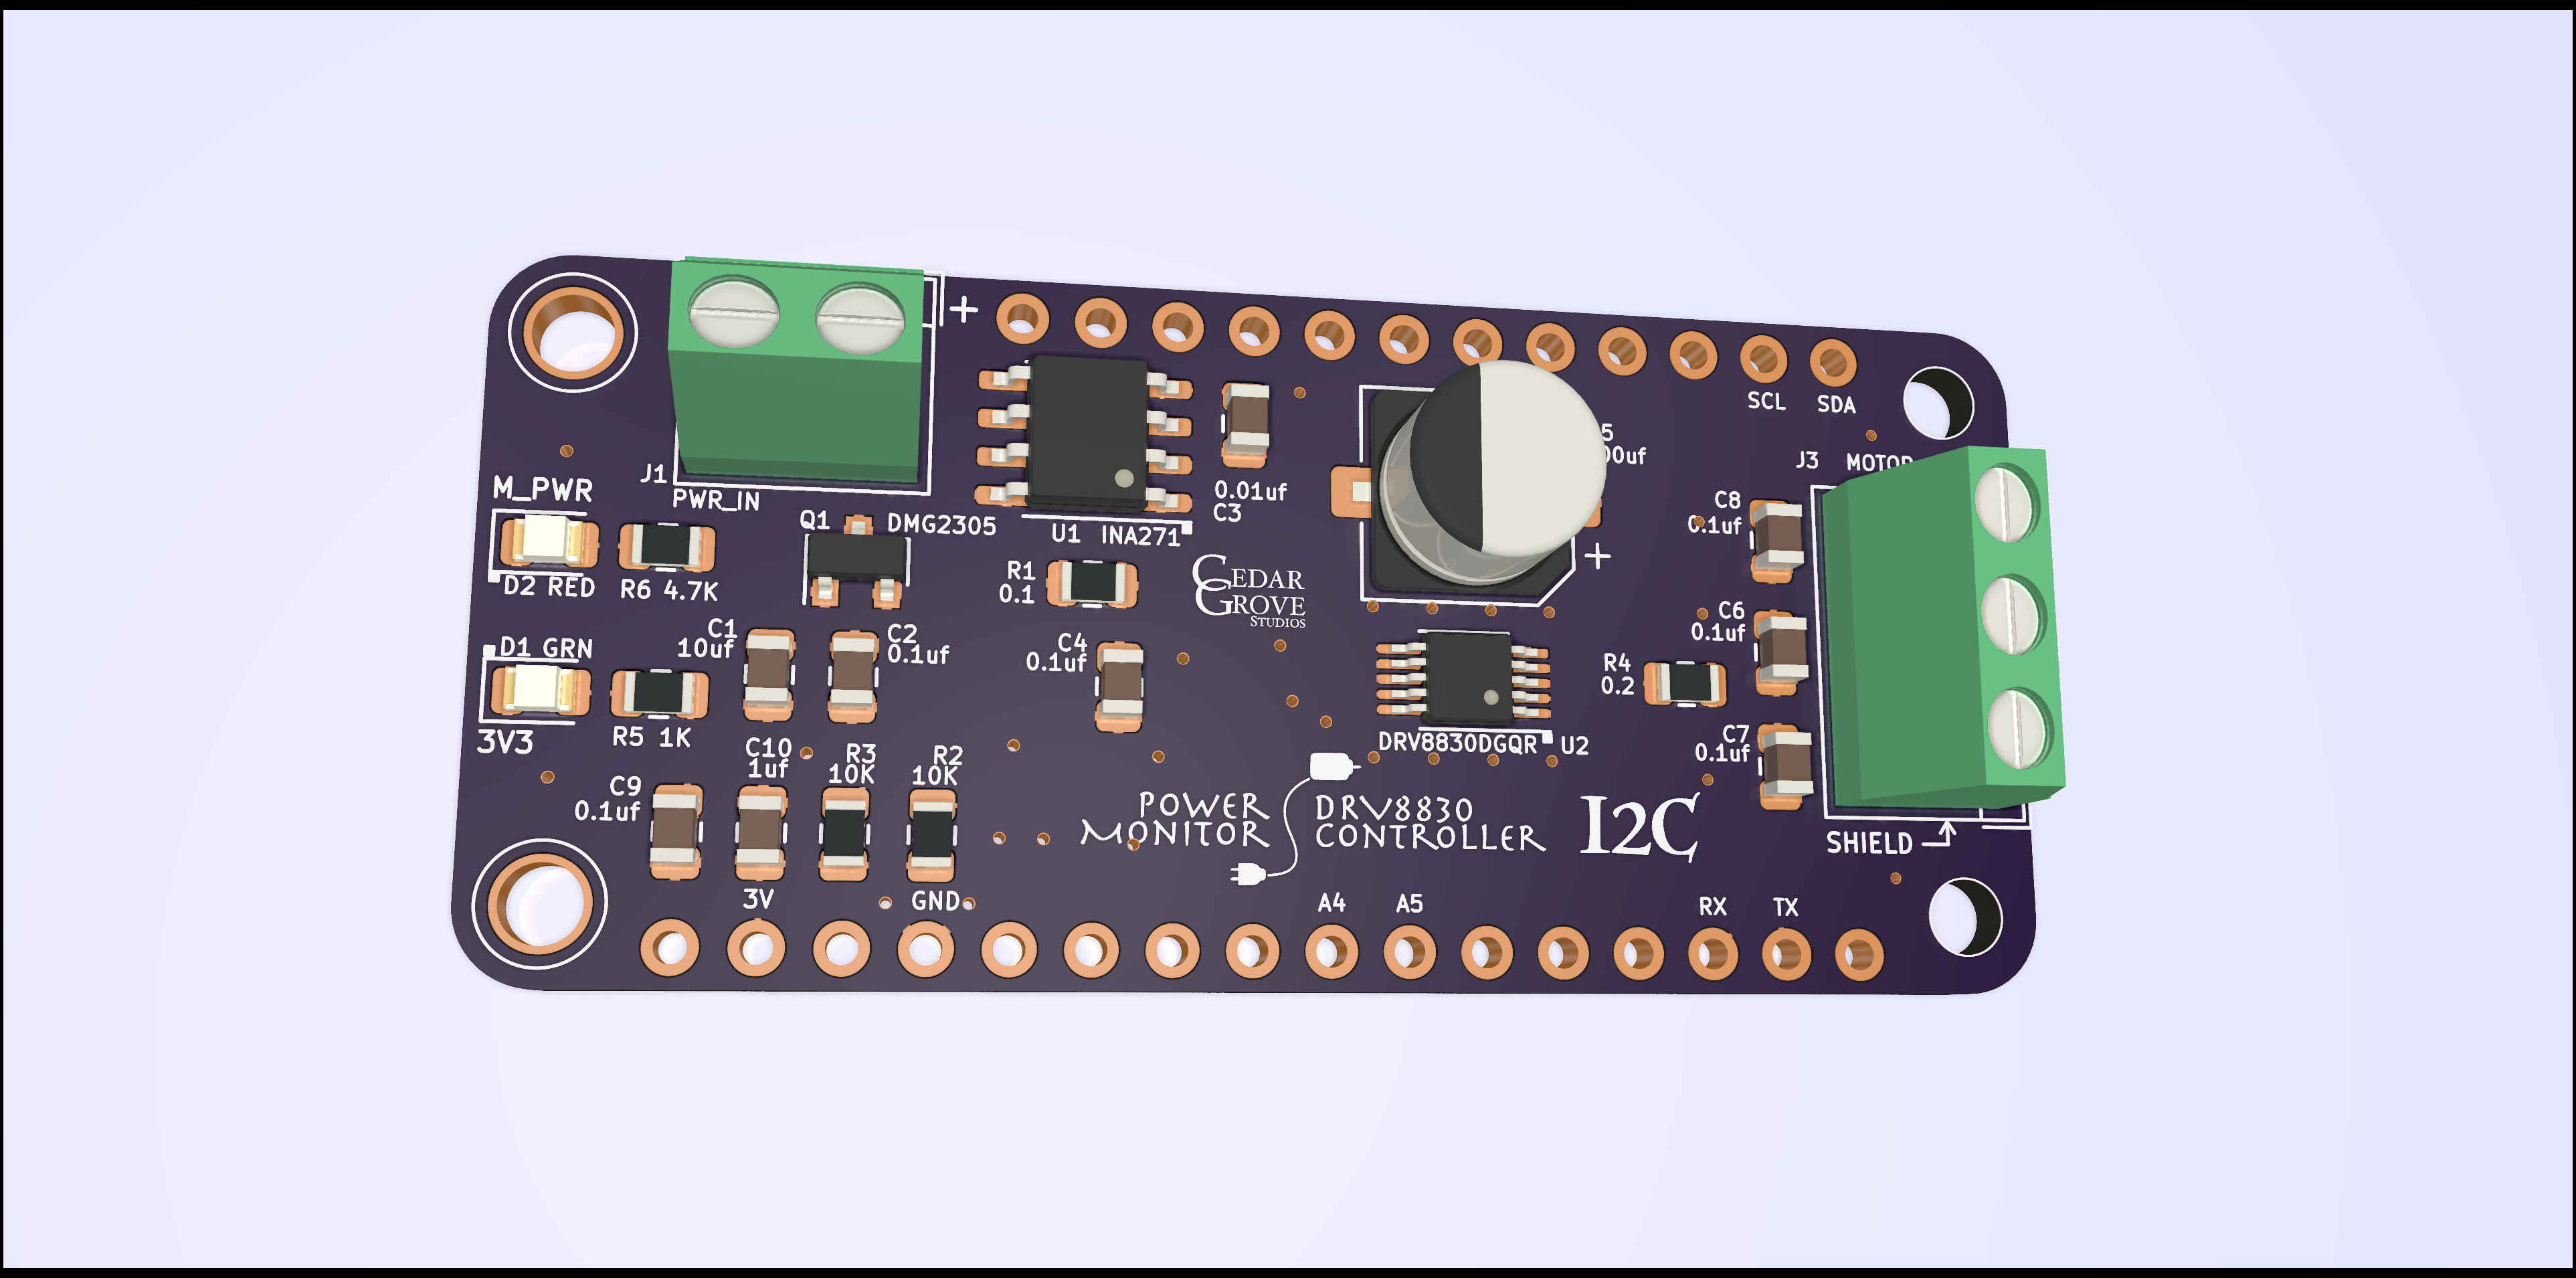 +
SCL
SDA
J1
PWR_IN
M_PWR
D2 RED
R6 4.7K
Q1
DMG2305
U1 INA271
0.01uf
C3
+
J3
C8
0.1uf
R1
0.1
CEDAR
GROVE
STUDIOS
D1 GRN
3V3
R5 1K
C1
10uf
C2
0.1uf
C4
0.1uf
R4
0.2
C6
0.1uf
C7
0.1uf
DRV8830DGQR U2
C9
0.1uf
C10
1uf
R3
10K
R2
10K
POWER
MONITOR
DRV8830
CONTROLLER
I2C
SHIELD
3V
GND
A4
A5
RX
TX